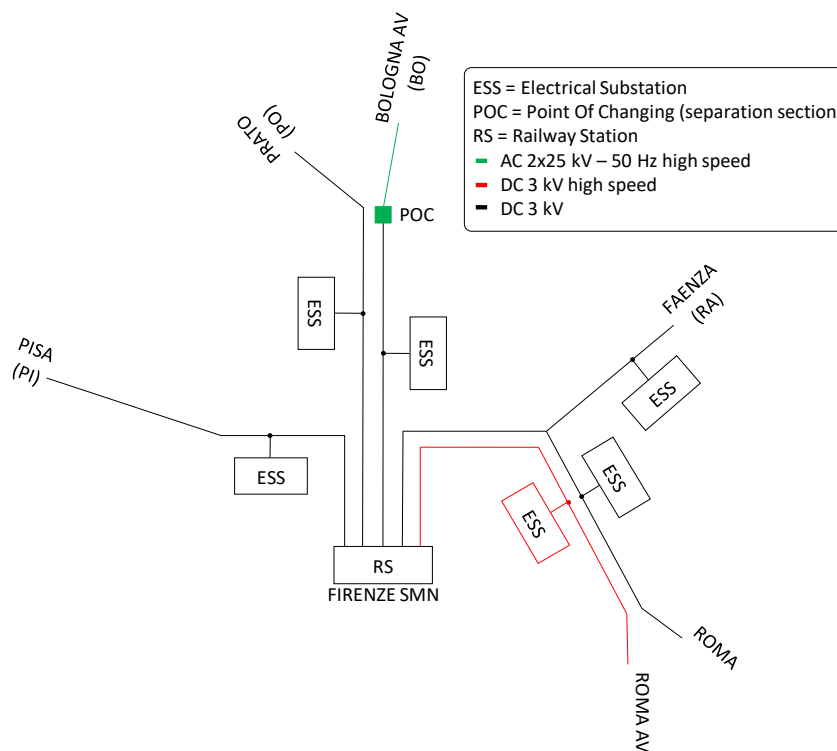 BOLOGNA AV
(BO)
PRATO
(PO)
ESS = Electrical Substation
POC = Point Of Changing (separation section
RS = Railway Station
AC 2x25 kV – 50 Hz high speed
DC 3 kV high speed
DC 3 kV
POC
FAENZA
(RA)
ESS
ESS
PISA
(PI)
ESS
ESS
ESS
ESS
RS
FIRENZE SMN
ROMA
ROMA AV